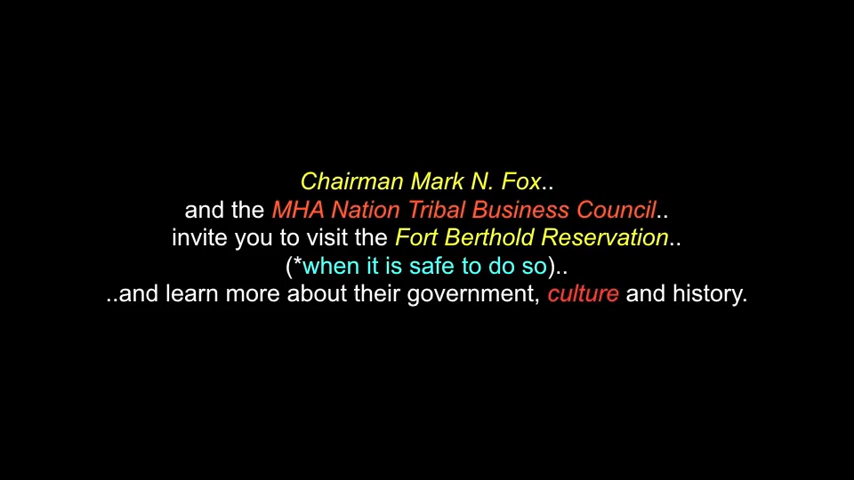 Chairman Mark N. Fox..
and the MHA Nation Tribal Business Council..
invite you to visit the Fort Berthold Reservation..
(*when it is safe to do so)..
..and learn more about their government, culture and history.